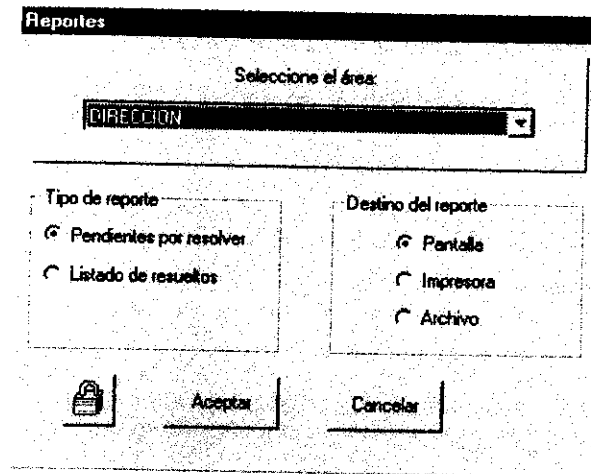 Reportes
Seleccione el área:
DIRECCION
Tipo de reporte
Pendientes por resolver
Listado de resueltos
Destino del reporte
Pantalla
Impresora
Archivo
Aceptar
Cancelar